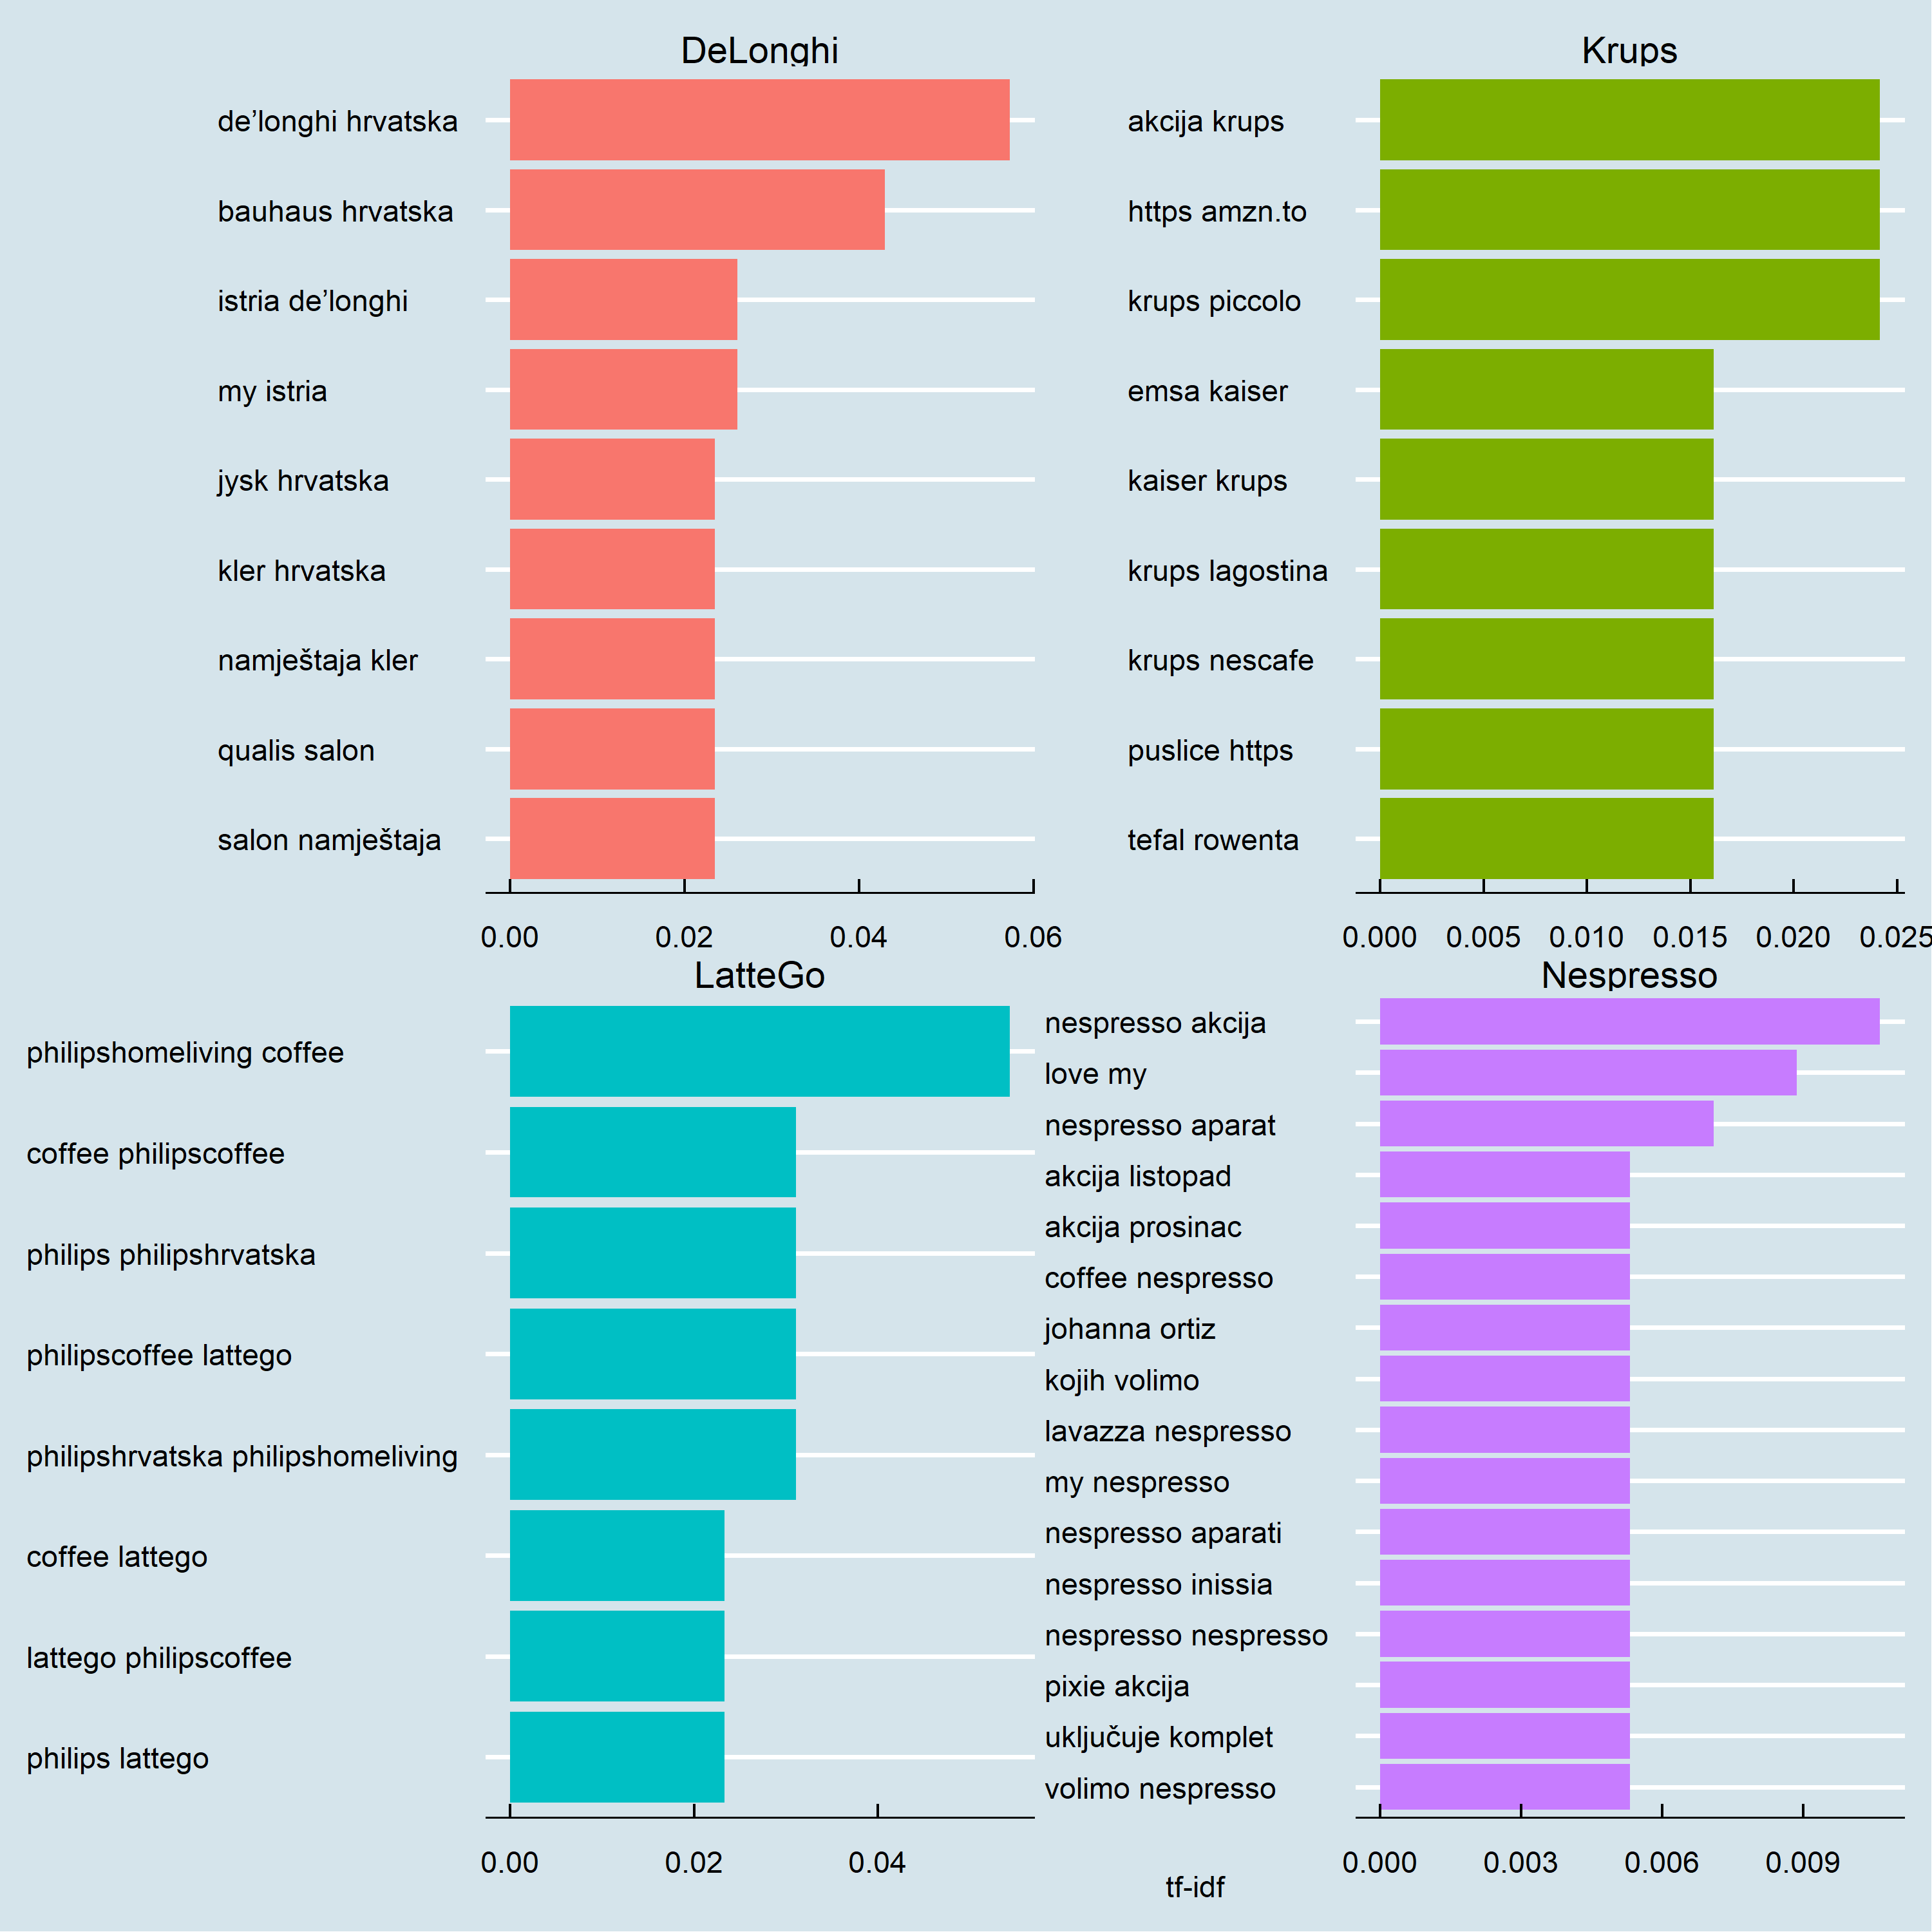 DeLonghi
de’longhi hrvatska
bauhaus hrvatska
istria de’longhi
my istria
jysk hrvatska
kler hrvatska
namještaja kler
qualis salon
salon namještaja
0.00 0.02 0.04 0.06
Krups
akcija krups
https amzn.to
krups piccolo
emsa kaiser
kaiser krups
krups lagostina
krups nescafe
puslice https
tefal rowenta
0.000 0.005 0.010 0.015 0.020 0.025
LatteGo
philipshomeliving coffee
coffee philipscoffee
philips philipshrvatska
philipscoffee lattego
philipshrvatska philipshomeliving
coffee lattego
lattego philipscoffee
philips lattego
0.00 0.02 0.04
Nespresso
nespresso akcija
love my
nespresso aparat
akcija listopad
akcija prosinac
coffee nespresso
johanna ortiz
kojih volimo
lavazza nespresso
my nespresso
nespresso aparati
nespresso inissia
nespresso nespresso
pixie akcija
uključuje komplet
volimo nespresso
0.000 0.003 0.006 0.009
tf-idf